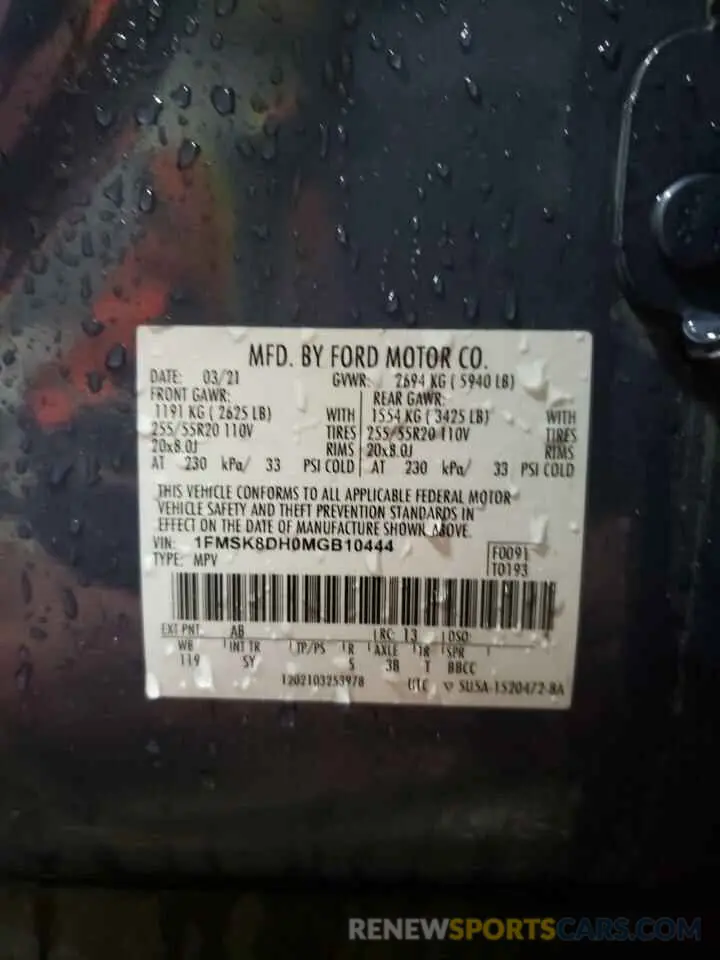 MFD. BY FORD MOTOR CO.
DATE: 03/21 GVWR: 2694 KG ( 5940 LB)
FRONT GAWR: REAR GAWR:
1191 KG ( 2625 LB) WITH 1554 KG ( 3425 LB) WITH
255/55R20 110V TIRES 255/55R20 110V TIRES
20x8.0J RIMS 20x8.0J RIMS
AT 230 kPa/ 33 PSI COLD AT 230 kPa/ 33 PSI COLD
THIS VEHICLE CONFORMS TO ALL APPLICABLE FEDERAL MOTOR
VEHICLE SAFETY AND THEFT PREVENTION STANDARDS IN
EFFECT ON THE DATE OF MANUFACTURE SHOWN ABOVE.
VIN: 1FMSK8DH0MGB10444 F0091
TYPE: MPV T0193
EXT PNT: AB RC: 13 DSO:
WB INT TR TP/PS R AXLE TR SPR
119 SY 5 3B T BBCC
1202103253978 UTC ▽ 5U5A-1520472-BA
RENEWSPORTSCARS.COM